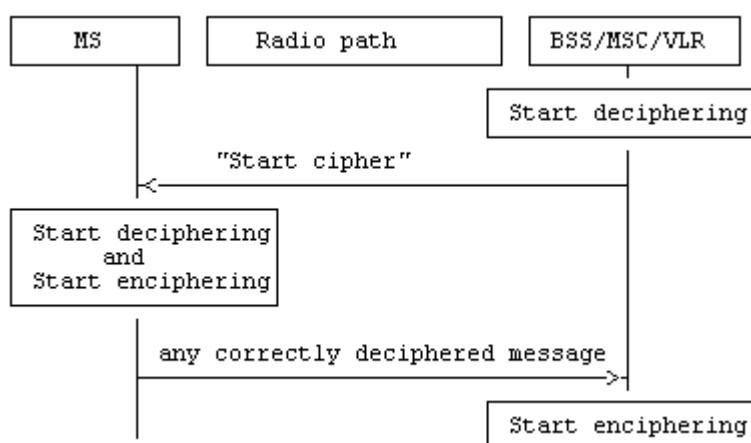 MS
Radio path
BSS/MSC/VLR
Start deciphering
"Start cipher"
Start deciphering
and
Start enciphering
any correctly deciphered message
Start enciphering